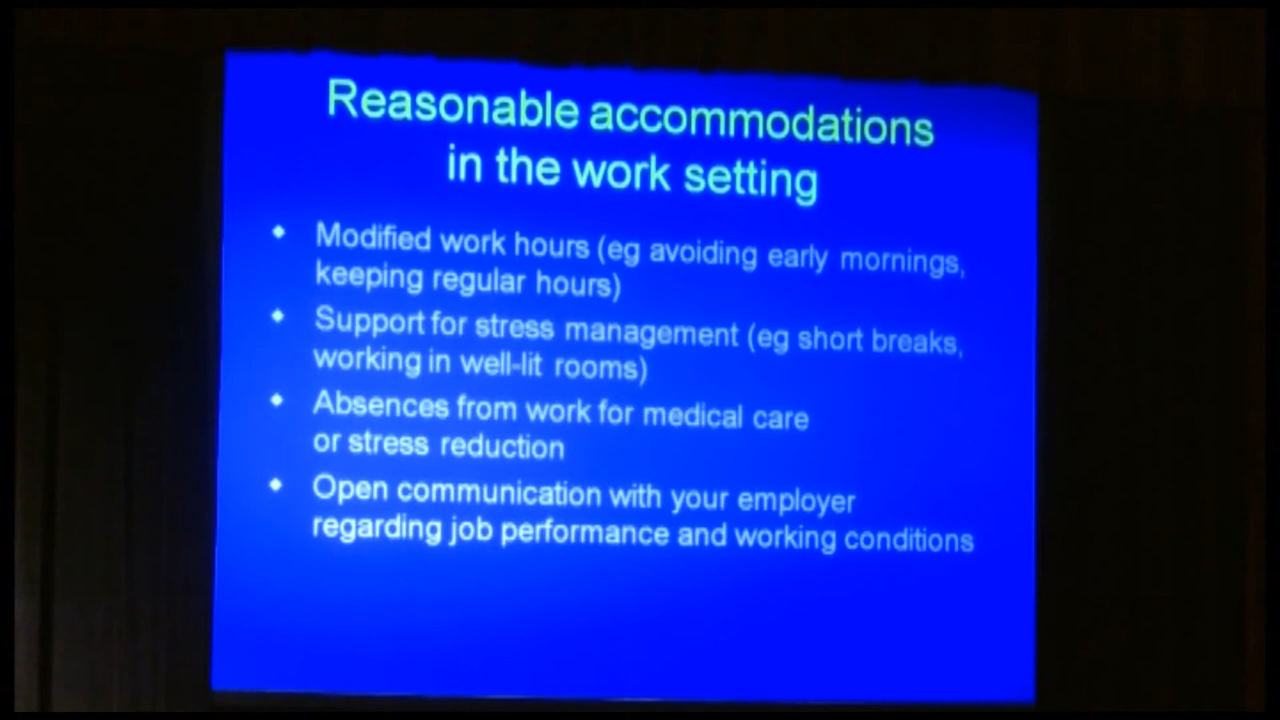 Reasonable accommodations
in the work setting
Modified work hours (eg avoiding early mornings,
keeping regular hours)
Support for stress management (eg short breaks,
working in well-lit rooms)
Absences from work for medical care
or stress reduction
Open communication with your employer
regarding job performance and working conditions